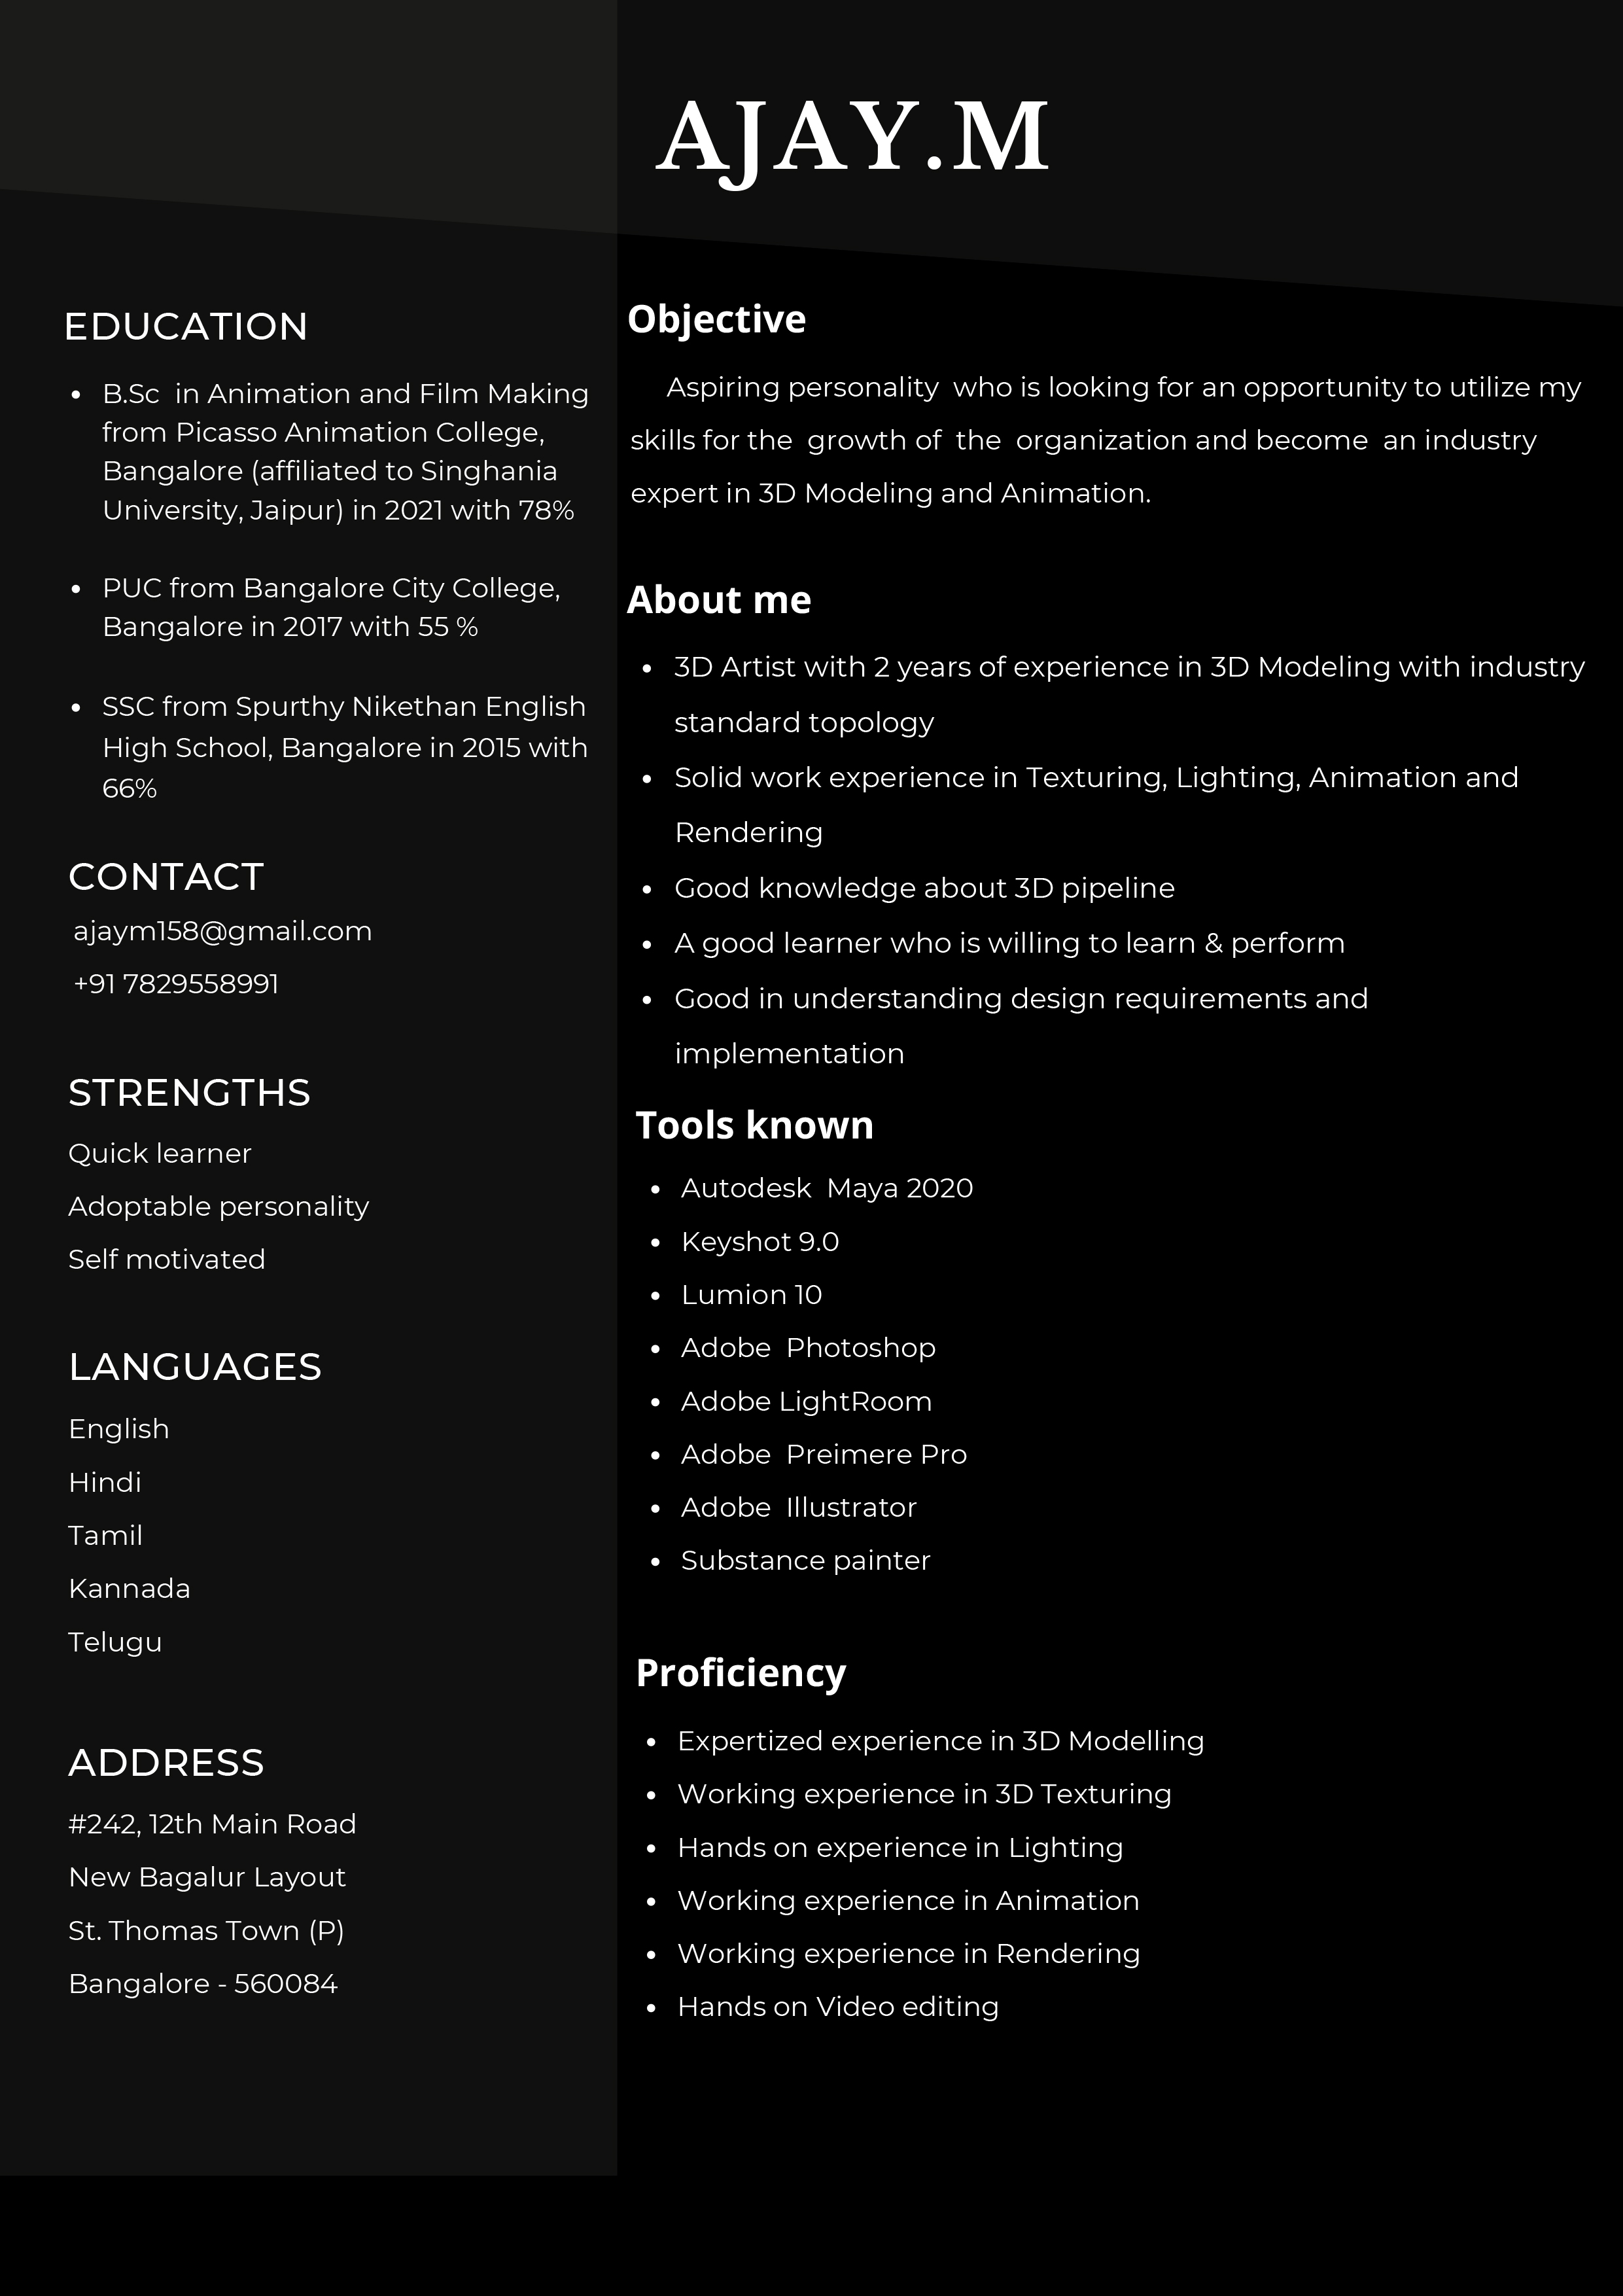 AJAY.M
EDUCATION
• B.Sc  in Animation and Film Making
from Picasso Animation College,
Bangalore (affiliated to Singhania
University, Jaipur) in 2021 with 78%
• PUC from Bangalore City College,
Bangalore in 2017 with 55 %
• SSC from Spurthy Nikethan English
High School, Bangalore in 2015 with
66%
CONTACT
ajaym158@gmail.com
+91 7829558991
STRENGTHS
Quick learner
Adoptable personality
Self motivated
LANGUAGES
English
Hindi
Tamil
Kannada
Telugu
ADDRESS
#242, 12th Main Road
New Bagalur Layout
St. Thomas Town (P)
Bangalore - 560084
Objective
Aspiring personality  who is looking for an opportunity to utilize my
skills for the  growth of  the  organization and become  an industry
expert in 3D Modeling and Animation.
About me
• 3D Artist with 2 years of experience in 3D Modeling with industry
standard topology
• Solid work experience in Texturing, Lighting, Animation and
Rendering
• Good knowledge about 3D pipeline
• A good learner who is willing to learn & perform
• Good in understanding design requirements and
implementation
Tools known
• Autodesk  Maya 2020
• Keyshot 9.0
• Lumion 10
• Adobe  Photoshop
• Adobe LightRoom
• Adobe  Preimere Pro
• Adobe  Illustrator
• Substance painter
Proficiency
• Expertized experience in 3D Modelling
• Working experience in 3D Texturing
• Hands on experience in Lighting
• Working experience in Animation
• Working experience in Rendering
• Hands on Video editing